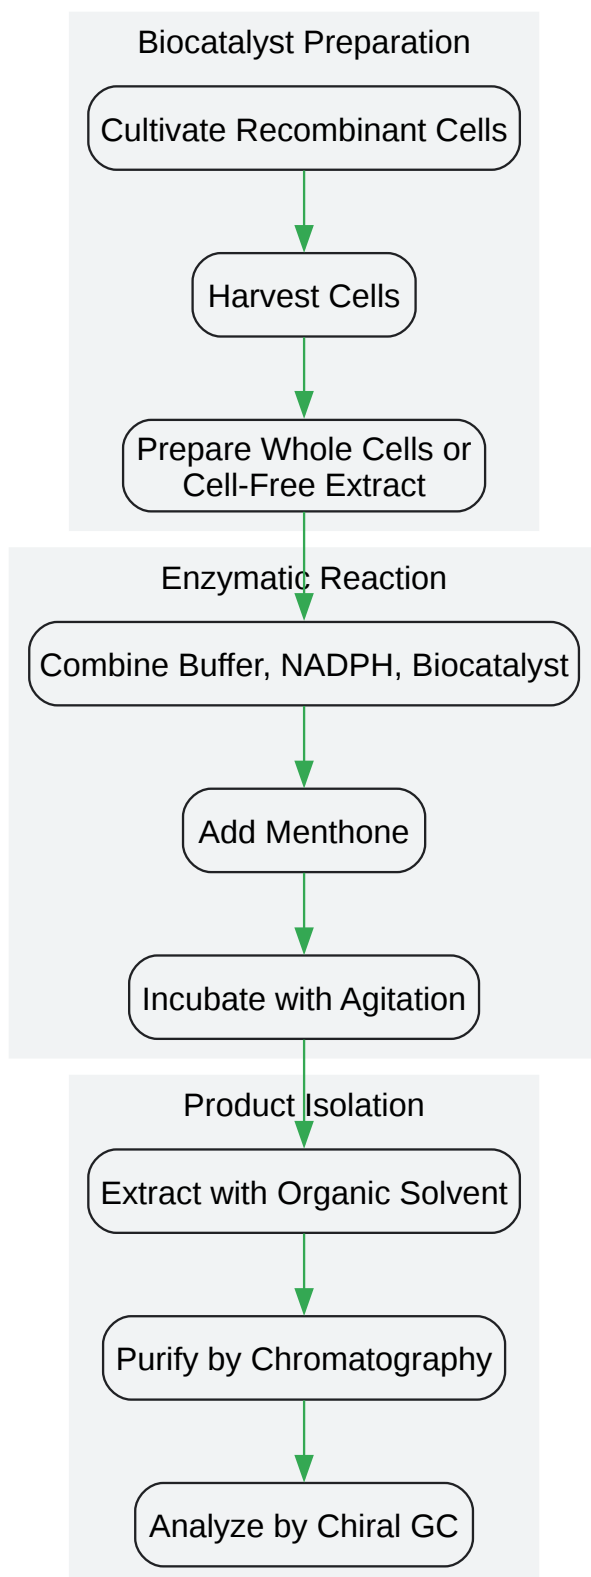 Biocatalyst Preparation
Cultivate Recombinant Cells
Harvest Cells
Prepare Whole Cells or
Cell-Free Extract
Enzymatic Reaction
Combine Buffer, NADPH, Biocatalyst
Add Menthone
Incubate with Agitation
Product Isolation
Extract with Organic Solvent
Purify by Chromatography
Analyze by Chiral GC